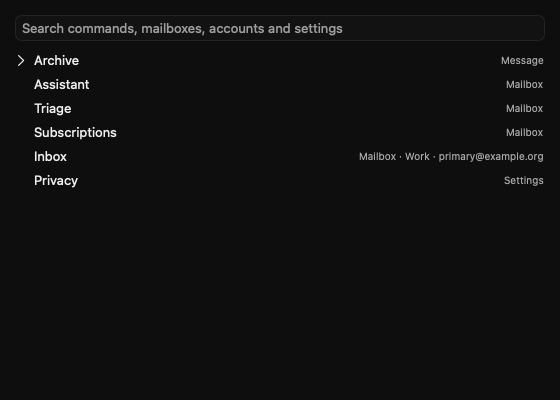 Search commands, mailboxes, accounts and settings
Archive Message
Assistant Mailbox
Triage Mailbox
Subscriptions Mailbox
Inbox Mailbox · Work · primary@example.org
Privacy Settings